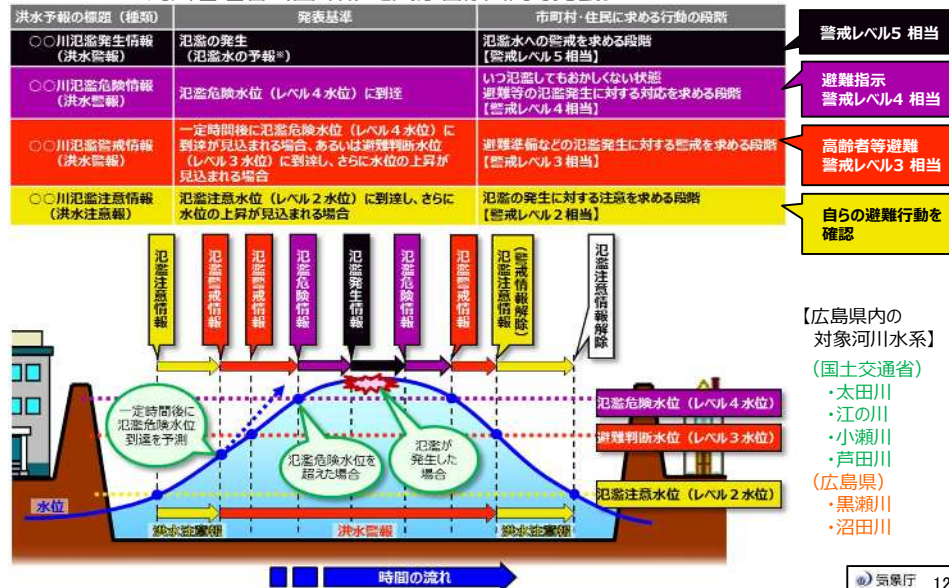 洪水予報の標題(種類)
発表基準
市町村・住民に求める行動の段階
○○川氾濫発生情報
(洪水警報)
氾濫の発生
(氾濫水の予報※)
氾濫水への警戒を求める段階
【警戒レベル5相当】
○○川氾濫危険情報
(洪水警報)
氾濫危険水位(レベル4水位)に到達
いつ氾濫してもおかしくない状態
避難等の氾濫発生に対する対応を求める段階
【警戒レベル4相当】
○○川氾濫警戒情報
(洪水警報)
一定時間後に氾濫危険水位(レベル4水位)に
到達が見込まれる場合、あるいは避難判断水位
(レベル3水位)に到達し、さらに水位の上昇が
見込まれる場合
避難準備などの氾濫発生に対する警戒を求める段階
【警戒レベル3相当】
○○川氾濫注意情報
(洪水注意報)
氾濫注意水位(レベル2水位)に到達し、さらに
水位の上昇が見込まれる場合
氾濫の発生に対する注意を求める段階
【警戒レベル2相当】
警戒レベル5 相当
避難指示
警戒レベル4 相当
高齢者等避難
警戒レベル3 相当
自らの避難行動を
確認
氾濫注意情報
氾濫警戒情報
氾濫警戒情報
氾濫危険情報
氾濫発生情報
氾濫危険情報
氾濫警戒情報
氾濫注意情報
(警戒情報解除)
氾濫注意情報解除
一定時間後に
氾濫危険水位
到達を予測
氾濫危険水位を
超えた場合
氾濫が
発生した
場合
氾濫危険水位(レベル4水位)
避難判断水位(レベル3水位)
氾濫注意水位(レベル2水位)
水位
洪水注意報
洪水警報
洪水注意報
時間の流れ
【広島県内の
対象河川水系】
(国土交通省)
・太田川
・江の川
・小瀬川
・芦田川
(広島県)
・黒瀬川
・沼田川
気象庁
12